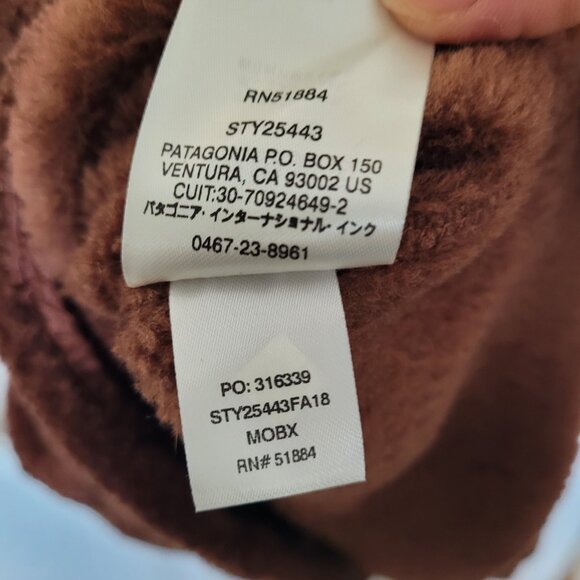 RN51884
STY25443
PATAGONIA P.O. BOX 150
VENTURA, CA 93002 US
CUIT:30-70924649-2
パタゴニア・インターナショナル・インク
0467-23-8961
PO: 316339
STY25443FA18
MOBX
RN# 51884